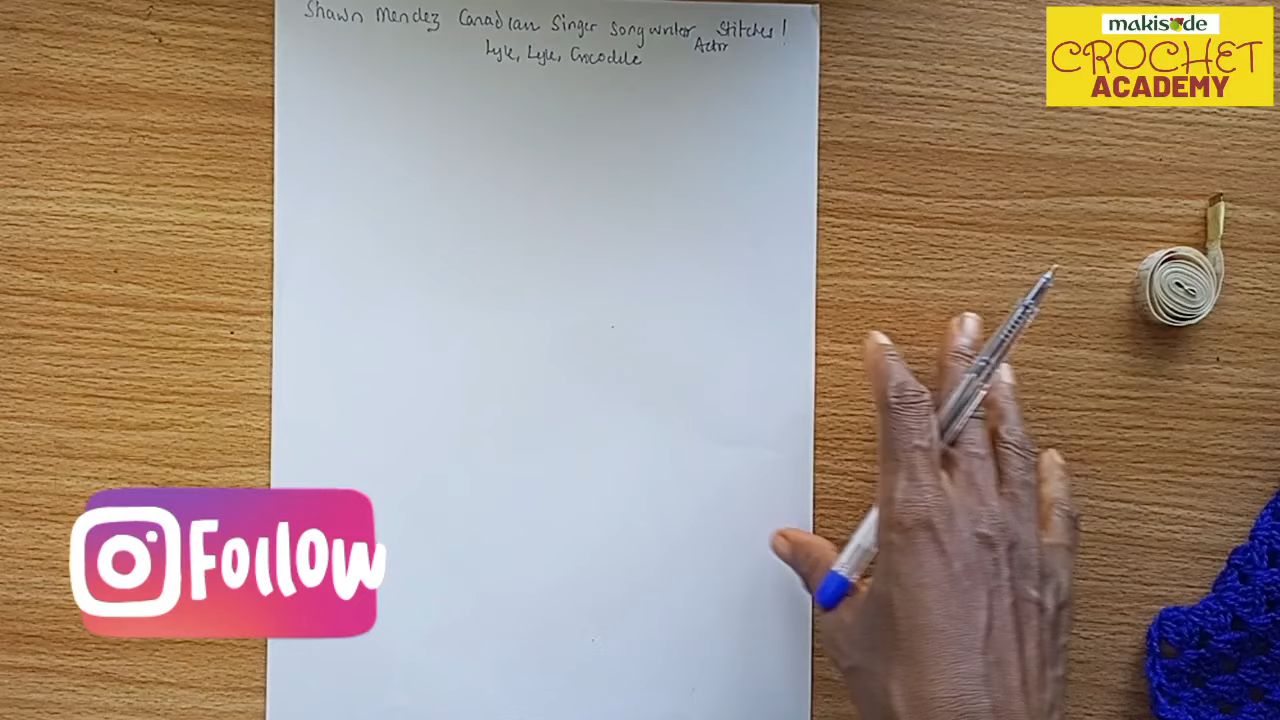 Shawn Mendez Canadian Singer Songwriter Stitches!
Actor
Lyle, Lyle, Crocodile
makisode
CROCHET
ACADEMY
Follow